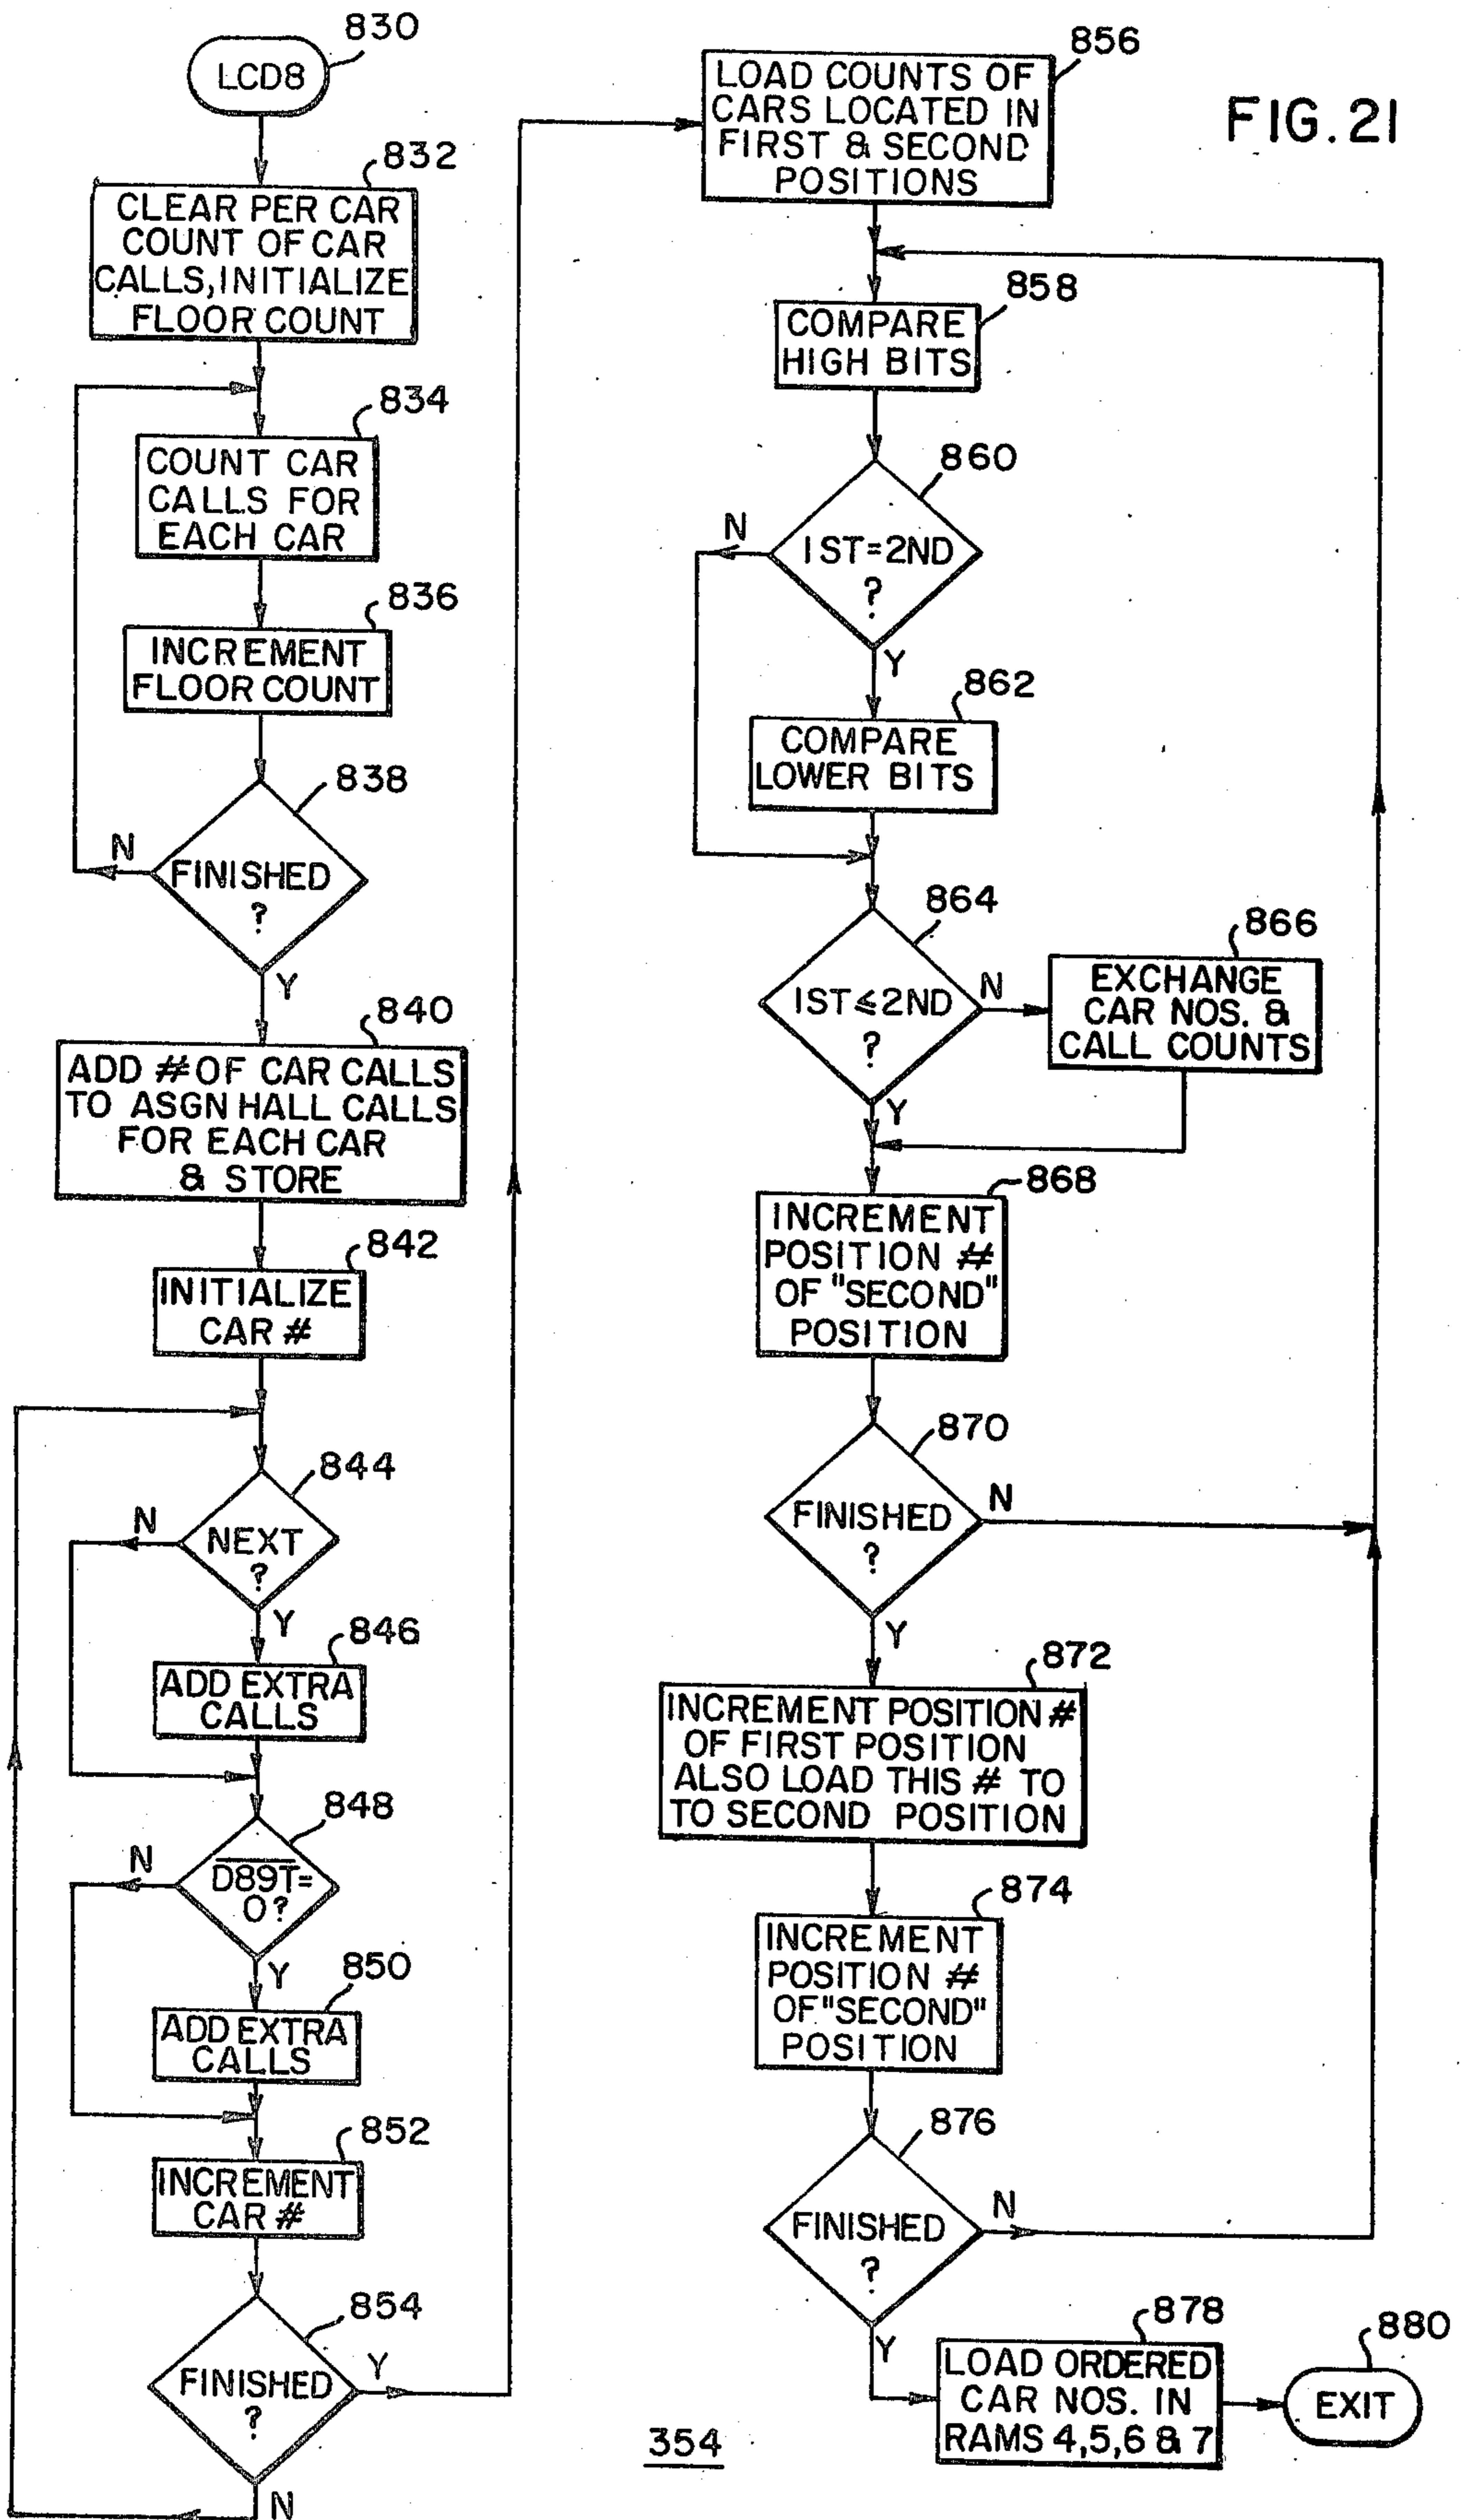 830
LCD8
832
CLEAR PER CAR
COUNT OF CAR
CALLS, INITIALIZE
FLOOR COUNT
834
COUNT CAR
CALLS FOR
EACH CAR
836
INCREMENT
FLOOR COUNT
838
N
FINISHED
?
Y
840
ADD # OF CAR CALLS
TO ASGN HALL CALLS
FOR EACH CAR
& STORE
842
INITIALIZE
CAR #
844
N
NEXT
?
Y
846
ADD EXTRA
CALLS
848
N
D89T=
0?
Y
850
ADD EXTRA
CALLS
852
INCREMENT
CAR #
854
FINISHED
?
Y
N
FIG. 21
856
LOAD COUNTS OF
CARS LOCATED IN
FIRST & SECOND
POSITIONS
858
COMPARE
HIGH BITS
860
N
1ST=2ND
?
Y
862
COMPARE
LOWER BITS
864
1ST≤2ND
?
N
Y
866
EXCHANGE
CAR NOS. &
CALL COUNTS
868
INCREMENT
POSITION #
OF "SECOND"
POSITION
870
FINISHED
?
N
Y
872
INCREMENT POSITION #
OF FIRST POSITION
ALSO LOAD THIS # TO
TO SECOND POSITION
874
INCREMENT
POSITION #
OF "SECOND"
POSITION
876
FINISHED
?
N
Y
878
LOAD ORDERED
CAR NOS. IN
RAMS 4,5,6 & 7
880
EXIT
354